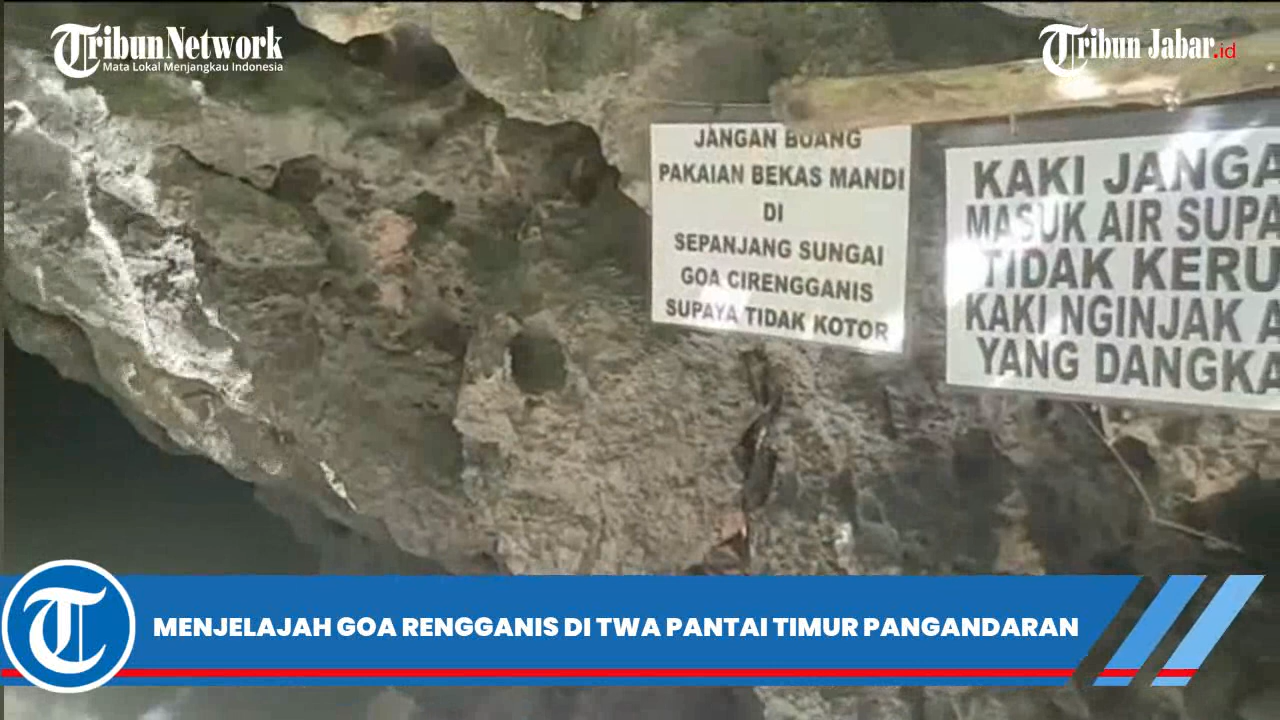 TribunNetwork
Mata Lokal Menjangkau Indonesia
Tribun Jabar.id
JANGAN BUANG
PAKAIAN BEKAS MANDI
DI
SEPANJANG SUNGAI
GOA CIRENGGANIS
SUPAYA TIDAK KOTOR
KAKI JANGA
MASUK AIR SUPA
TIDAK KERU
KAKI NGINJAK A
YANG DANGKA
T
MENJELAJAH GOA RENGGANIS DI TWA PANTAI TIMUR PANGANDARAN